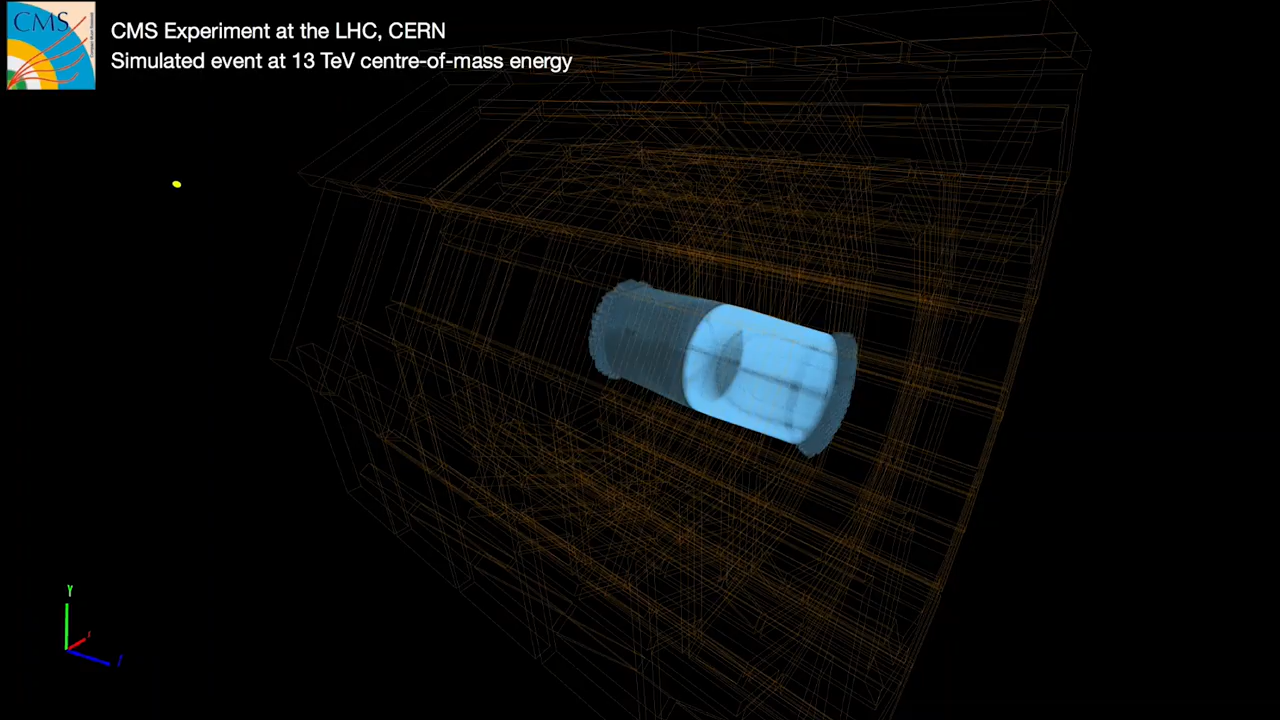 CMS
CMS Experiment at the LHC, CERN
Simulated event at 13 TeV centre-of-mass energy
Y